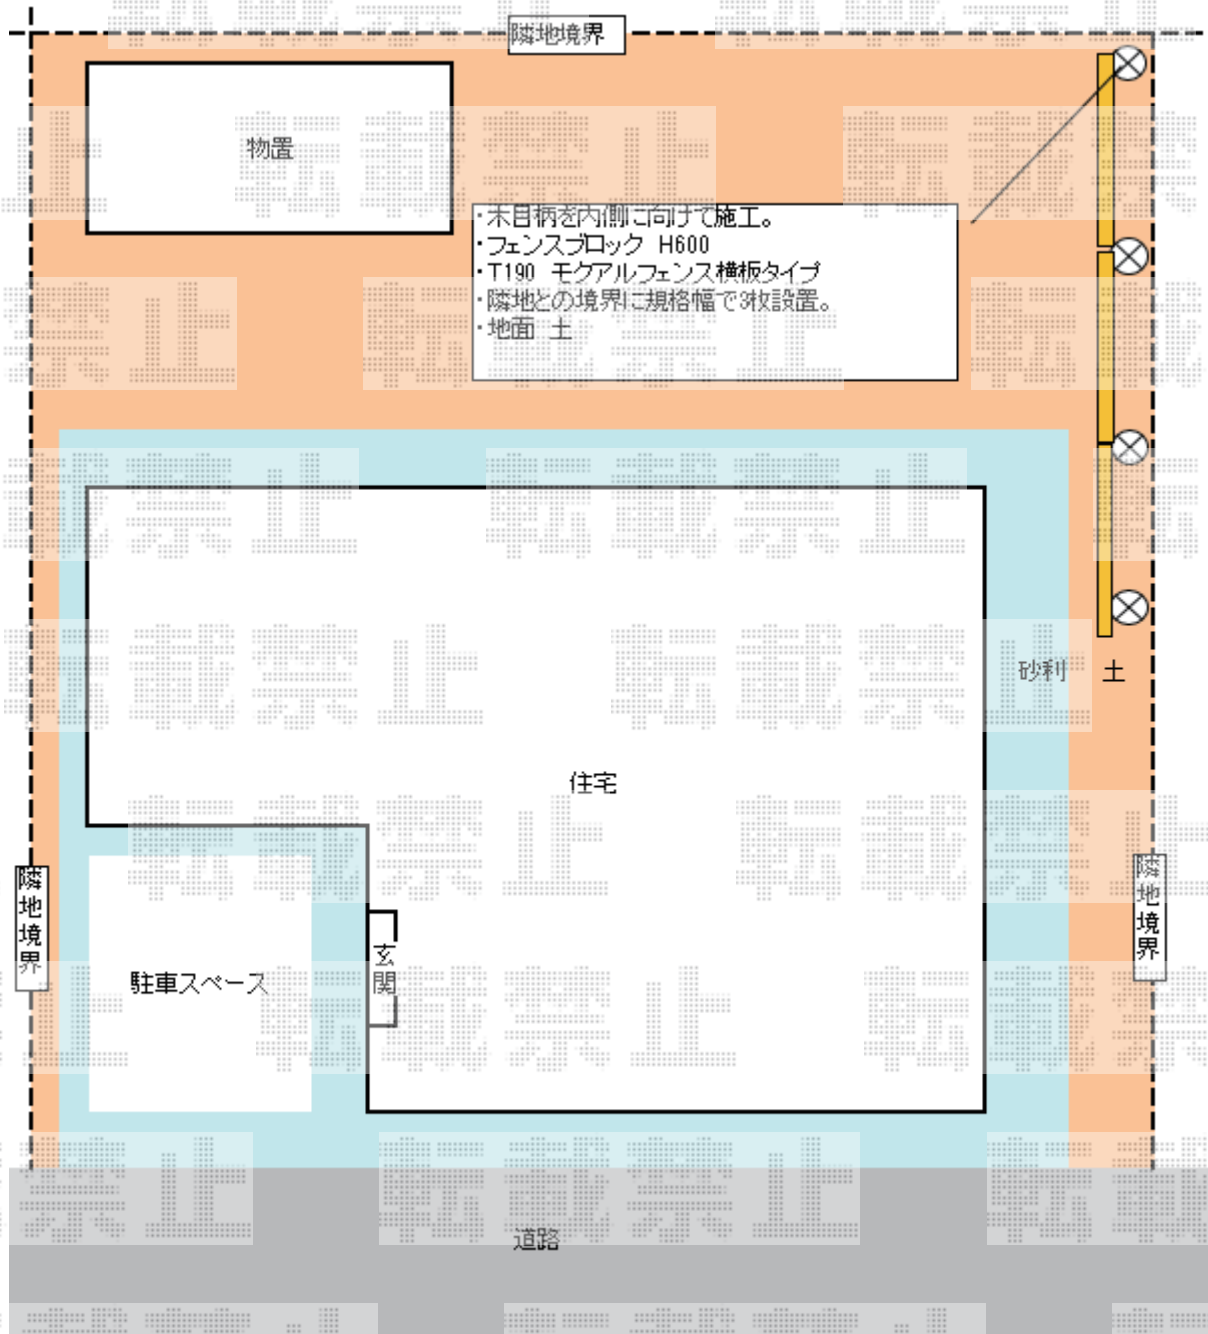 隣地境界
物置
・木目柄を内側に向けて施工。
・フェンスブロック H600
・T190 モクアルフェンス横板タイプ
・隣地との境界に規格幅で3枚設置。
・地面 土
砂利
土
住宅
隣地境界
隣地境界
玄関
駐車スペース
道路
転載禁止